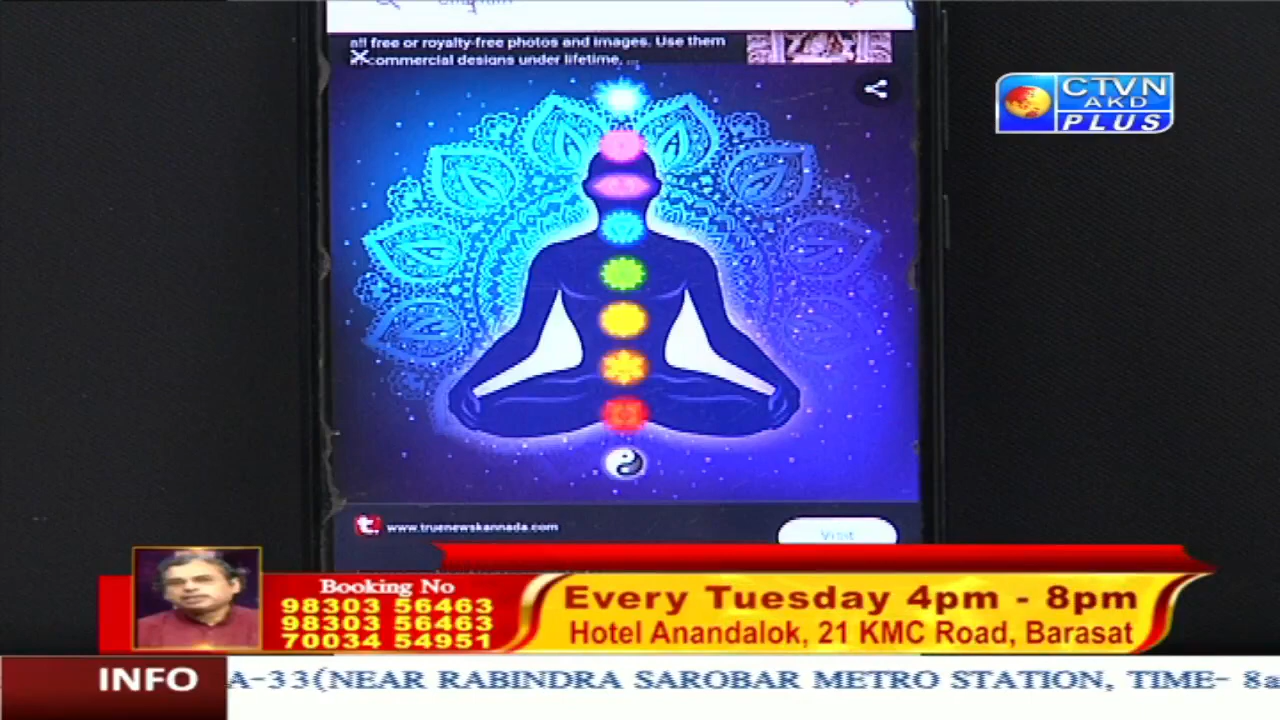 all free or royalty-free photos and images. Use them
commercial designs under lifetime, ...
CTVN
AKD
PLUS
www.truenewskannada.com
Visit
Booking No
98303 56463
98303 56463
70034 54951
Every Tuesday 4pm - 8pm
Hotel Anandalok, 21 KMC Road, Barasat
INFO
A-33(NEAR RABINDRA SAROBAR METRO STATION, TIME- 8a